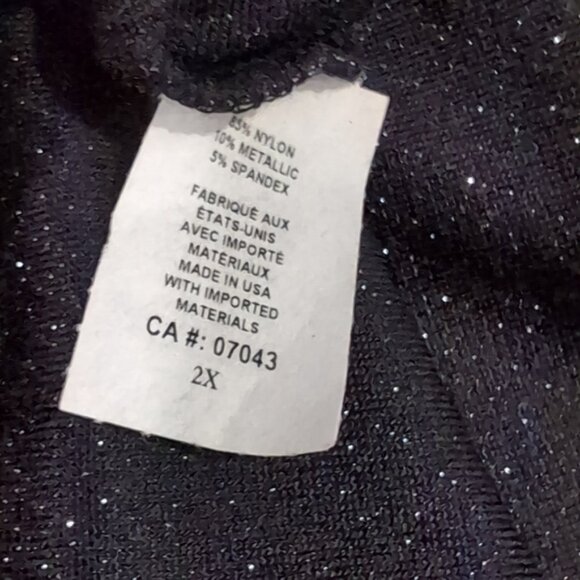 85% NYLON
10% METALLIC
5% SPANDEX
FABRIQUÉ AUX
ÉTATS-UNIS
AVEC IMPORTÉ
MATÉRIAUX
MADE IN USA
WITH IMPORTED
MATERIALS
CA #: 07043
2X